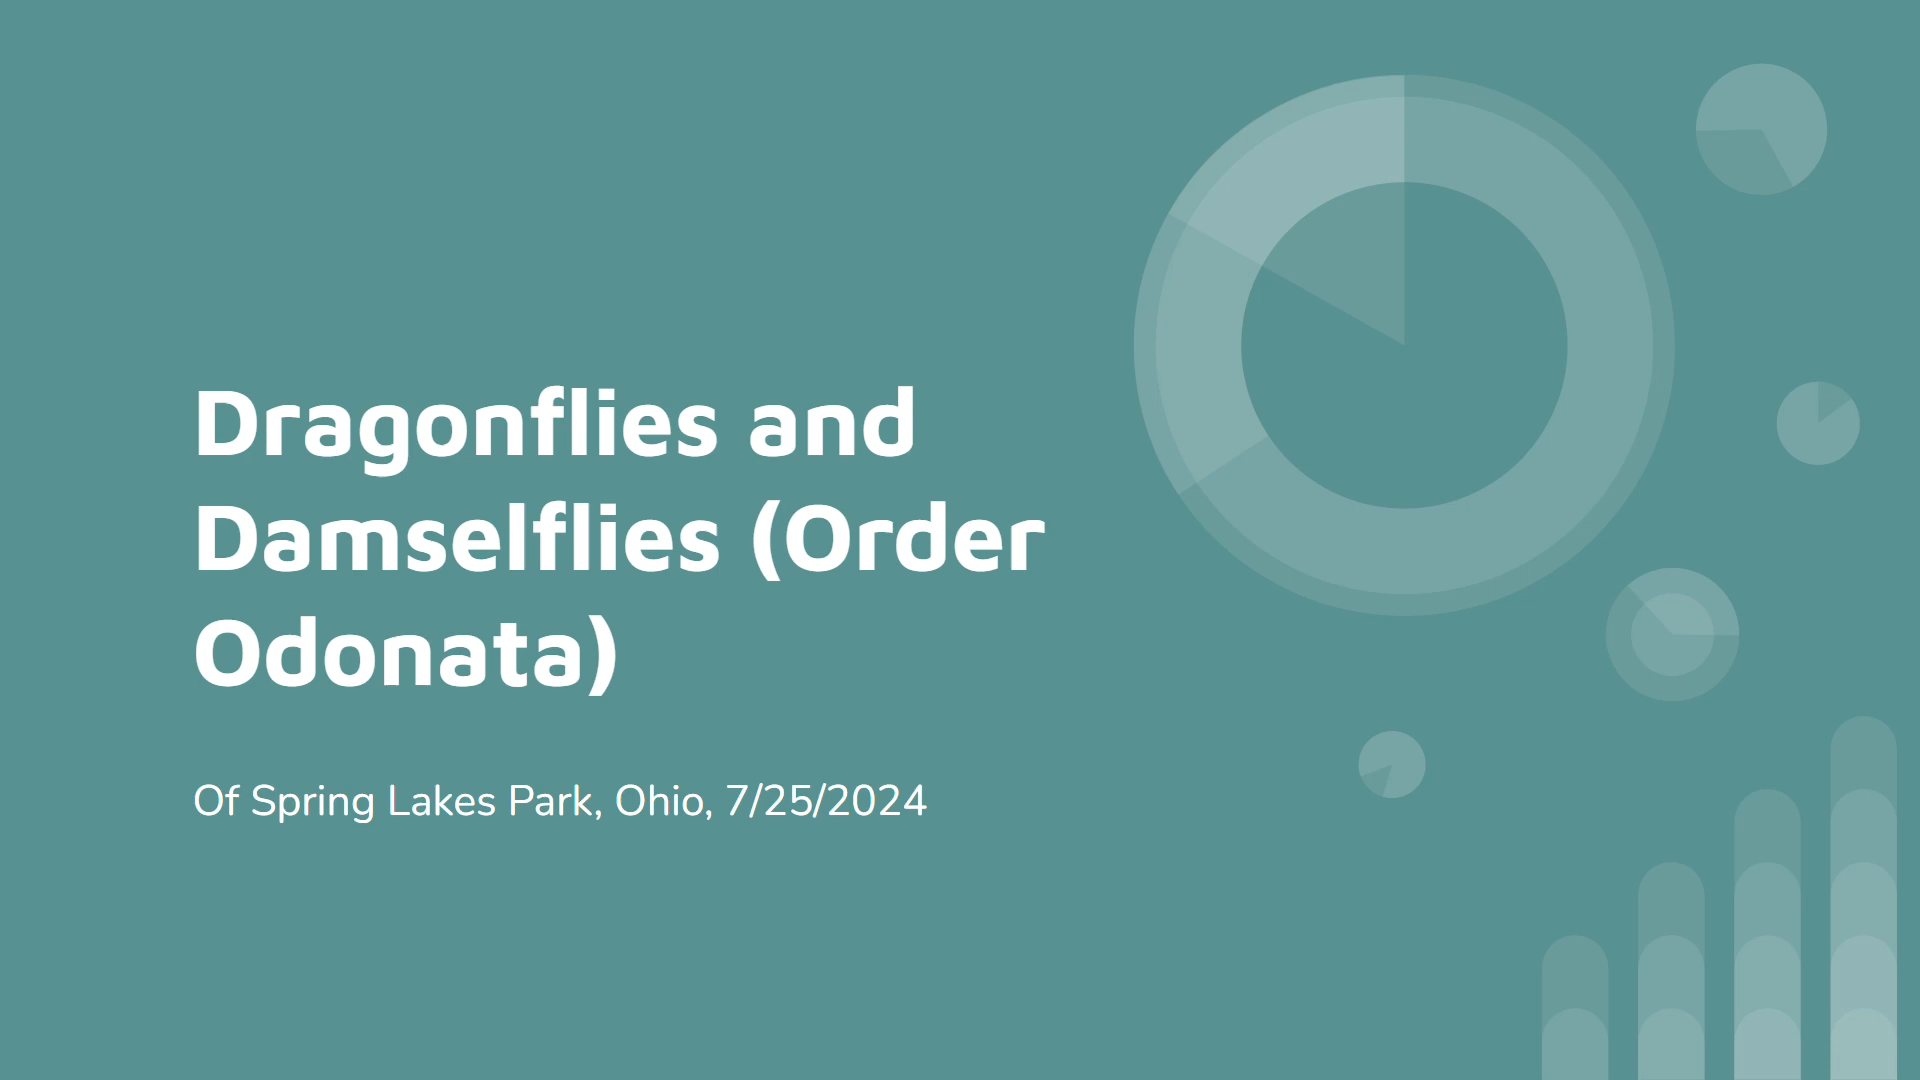 Dragonflies and
Damselflies (Order
Odonata)
Of Spring Lakes Park, Ohio, 7/25/2024